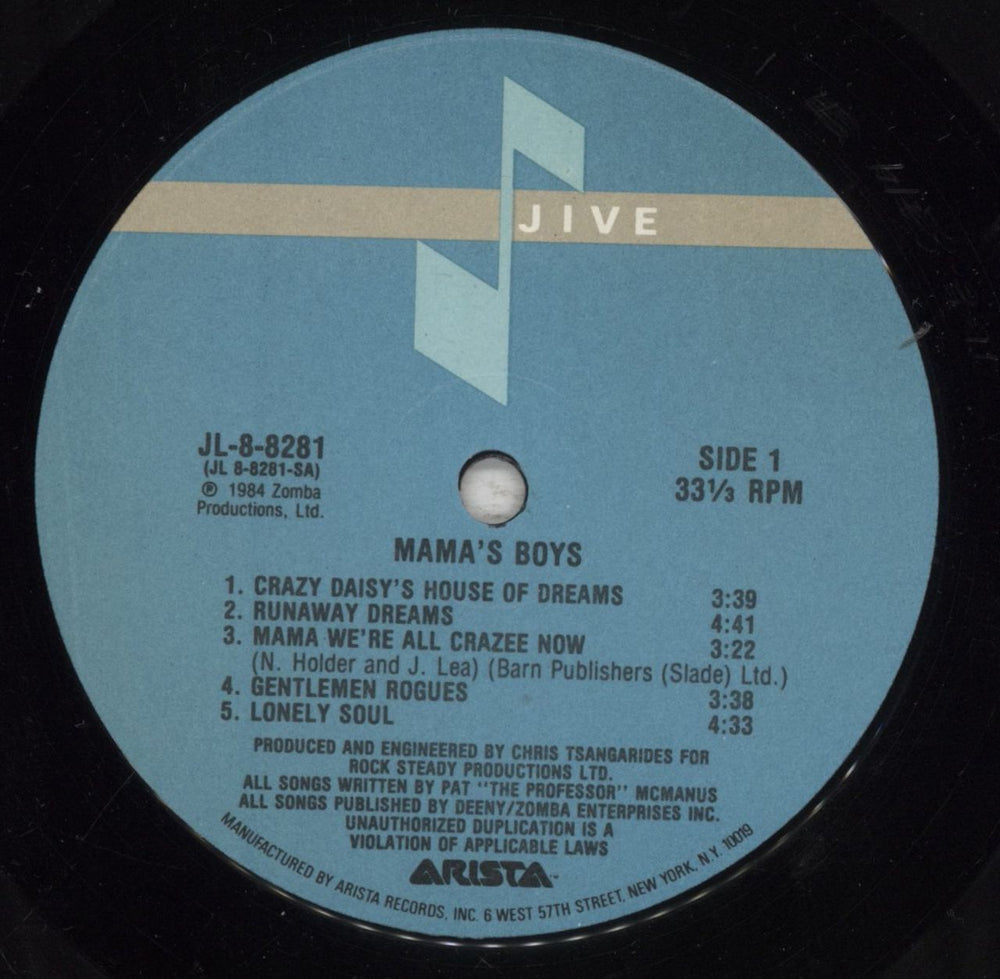 JIVE
JL-8-8281
(JL 8-8281-SA)
℗ 1984 Zomba
Productions, Ltd.
SIDE 1
33⅓ RPM
MAMA'S BOYS
1. CRAZY DAISY'S HOUSE OF DREAMS 3:39
2. RUNAWAY DREAMS 4:41
3. MAMA WE'RE ALL CRAZEE NOW 3:22
(N. Holder and J. Lea) (Barn Publishers (Slade) Ltd.)
4. GENTLEMEN ROGUES 3:38
5. LONELY SOUL 4:33
PRODUCED AND ENGINEERED BY CHRIS TSANGARIDES FOR
ROCK STEADY PRODUCTIONS LTD.
ALL SONGS WRITTEN BY PAT "THE PROFESSOR" MCMANUS
ALL SONGS PUBLISHED BY DEENY/ZOMBA ENTERPRISES INC.
UNAUTHORIZED DUPLICATION IS A
VIOLATION OF APPLICABLE LAWS
ARISTA™
MANUFACTURED BY ARISTA RECORDS, INC. 6 WEST 57TH STREET, NEW YORK, N.Y. 10019